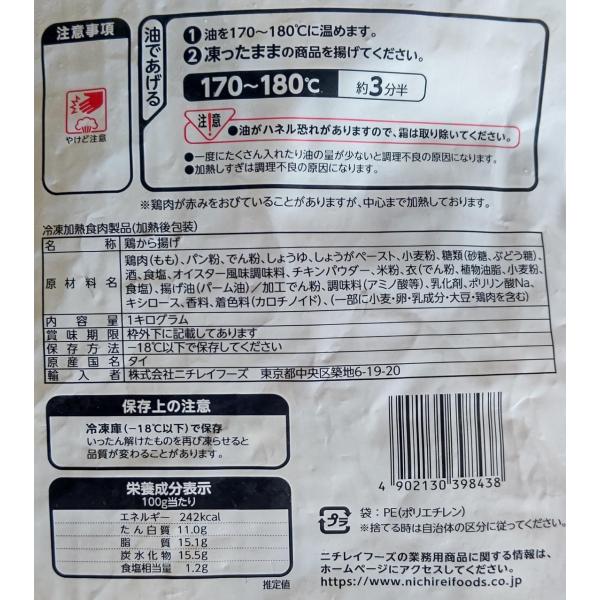 注意事項
やけど注意
油であげる
❶油を170〜180℃に温めます。
❷凍ったままの商品を揚げてください。
170〜180℃ 約3分半
注意
●油がハネル恐れがありますので、霜は取り除いてください。
●一度にたくさん入れたり油の量が少ないと調理不良の原因になります。
●加熱しすぎは調理不良の原因になります。
※鶏肉が赤みをおびていることがありますが、中心まで加熱しております。
冷凍加熱食肉製品(加熱後包装)
名称 鶏から揚げ
原材料名 鶏肉(もも)、パン粉、でん粉、しょうゆ、しょうがペースト、小麦粉、糖類(砂糖、ぶどう糖)、
酒、食塩、オイスター風味調味料、チキンパウダー、米粉、衣(でん粉、植物油脂、小麦粉、
食塩)、揚げ油(パーム油)/加工でん粉、調味料(アミノ酸等)、乳化剤、ポリリン酸Na、
キシロース、香料、着色料(カロチノイド)、(一部に小麦・卵・乳成分・大豆・鶏肉を含む)
内容量 1キログラム
賞味期限 枠外下に記載してあります
保存方法 −18℃以下で保存してください
原産国名 タイ
輸入者 株式会社ニチレイフーズ 東京都中央区築地6-19-20
保存上の注意
冷凍庫(−18℃以下)で保存
いったん解けたものを再び凍らせると
品質が変わることがあります。
栄養成分表示
100g当たり
エネルギー 242kcal
たん白質 11.0g
脂質 15.1g
炭水化物 15.5g
食塩相当量 1.2g
推定値
4 902130 398438
プラ
袋：PE(ポリエチレン)
※捨てる時は自治体の区分に従ってください。
ニチレイフーズの業務用商品に関する情報は、
ホームページにアクセスしてください。
https://www.nichireifoods.co.jp